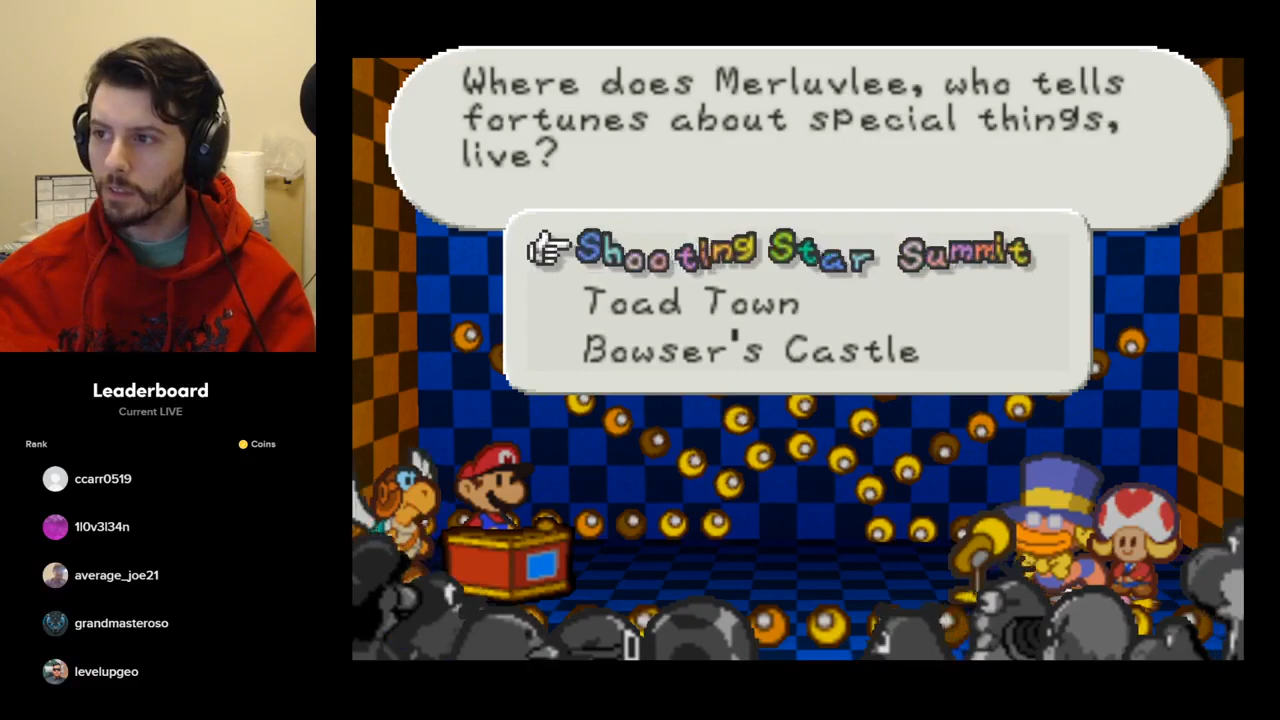 Where does Merluvlee, who tells
fortunes about special things,
live?
Shooting Star Summit
Toad Town
Bowser's Castle
Leaderboard
Current LIVE
Rank Coins
ccarr0519
1l0v3l34n
average_joe21
grandmasteroso
levelupgeo